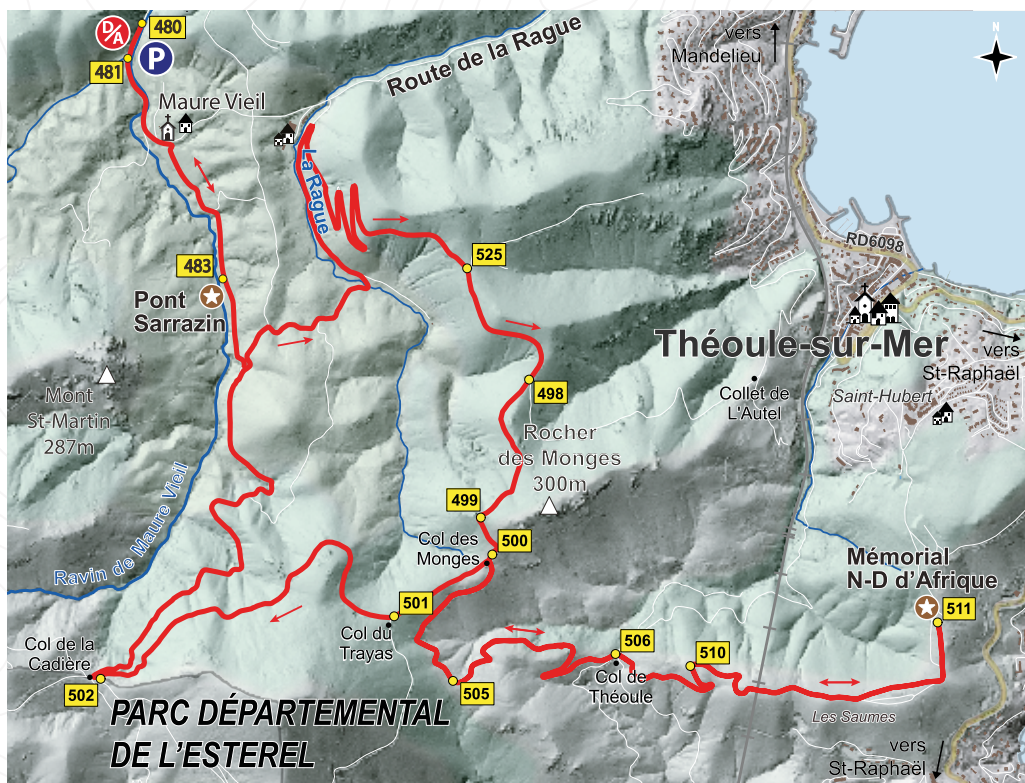 D/A
480
P
481
Maure Vieil
Route de la Rague
vers
Mandelieu
N
La Rague
RD6098
483
525
Pont
Sarrazin
Théoule-sur-Mer
vers
St-Raphaël
Mont
St-Martin
287m
498
Collet de
L'Autel
Saint-Hubert
Rocher
des Monges
300m
Ravin de Maure Vieil
499
500
Col des
Monges
Mémorial
N-D d'Afrique
511
501
Col du
Trayas
Col de la
Cadière
502
505
506
Col de
Théoule
510
Les Saumes
PARC DÉPARTEMENTAL
DE L'ESTEREL
vers
St-Raphaël